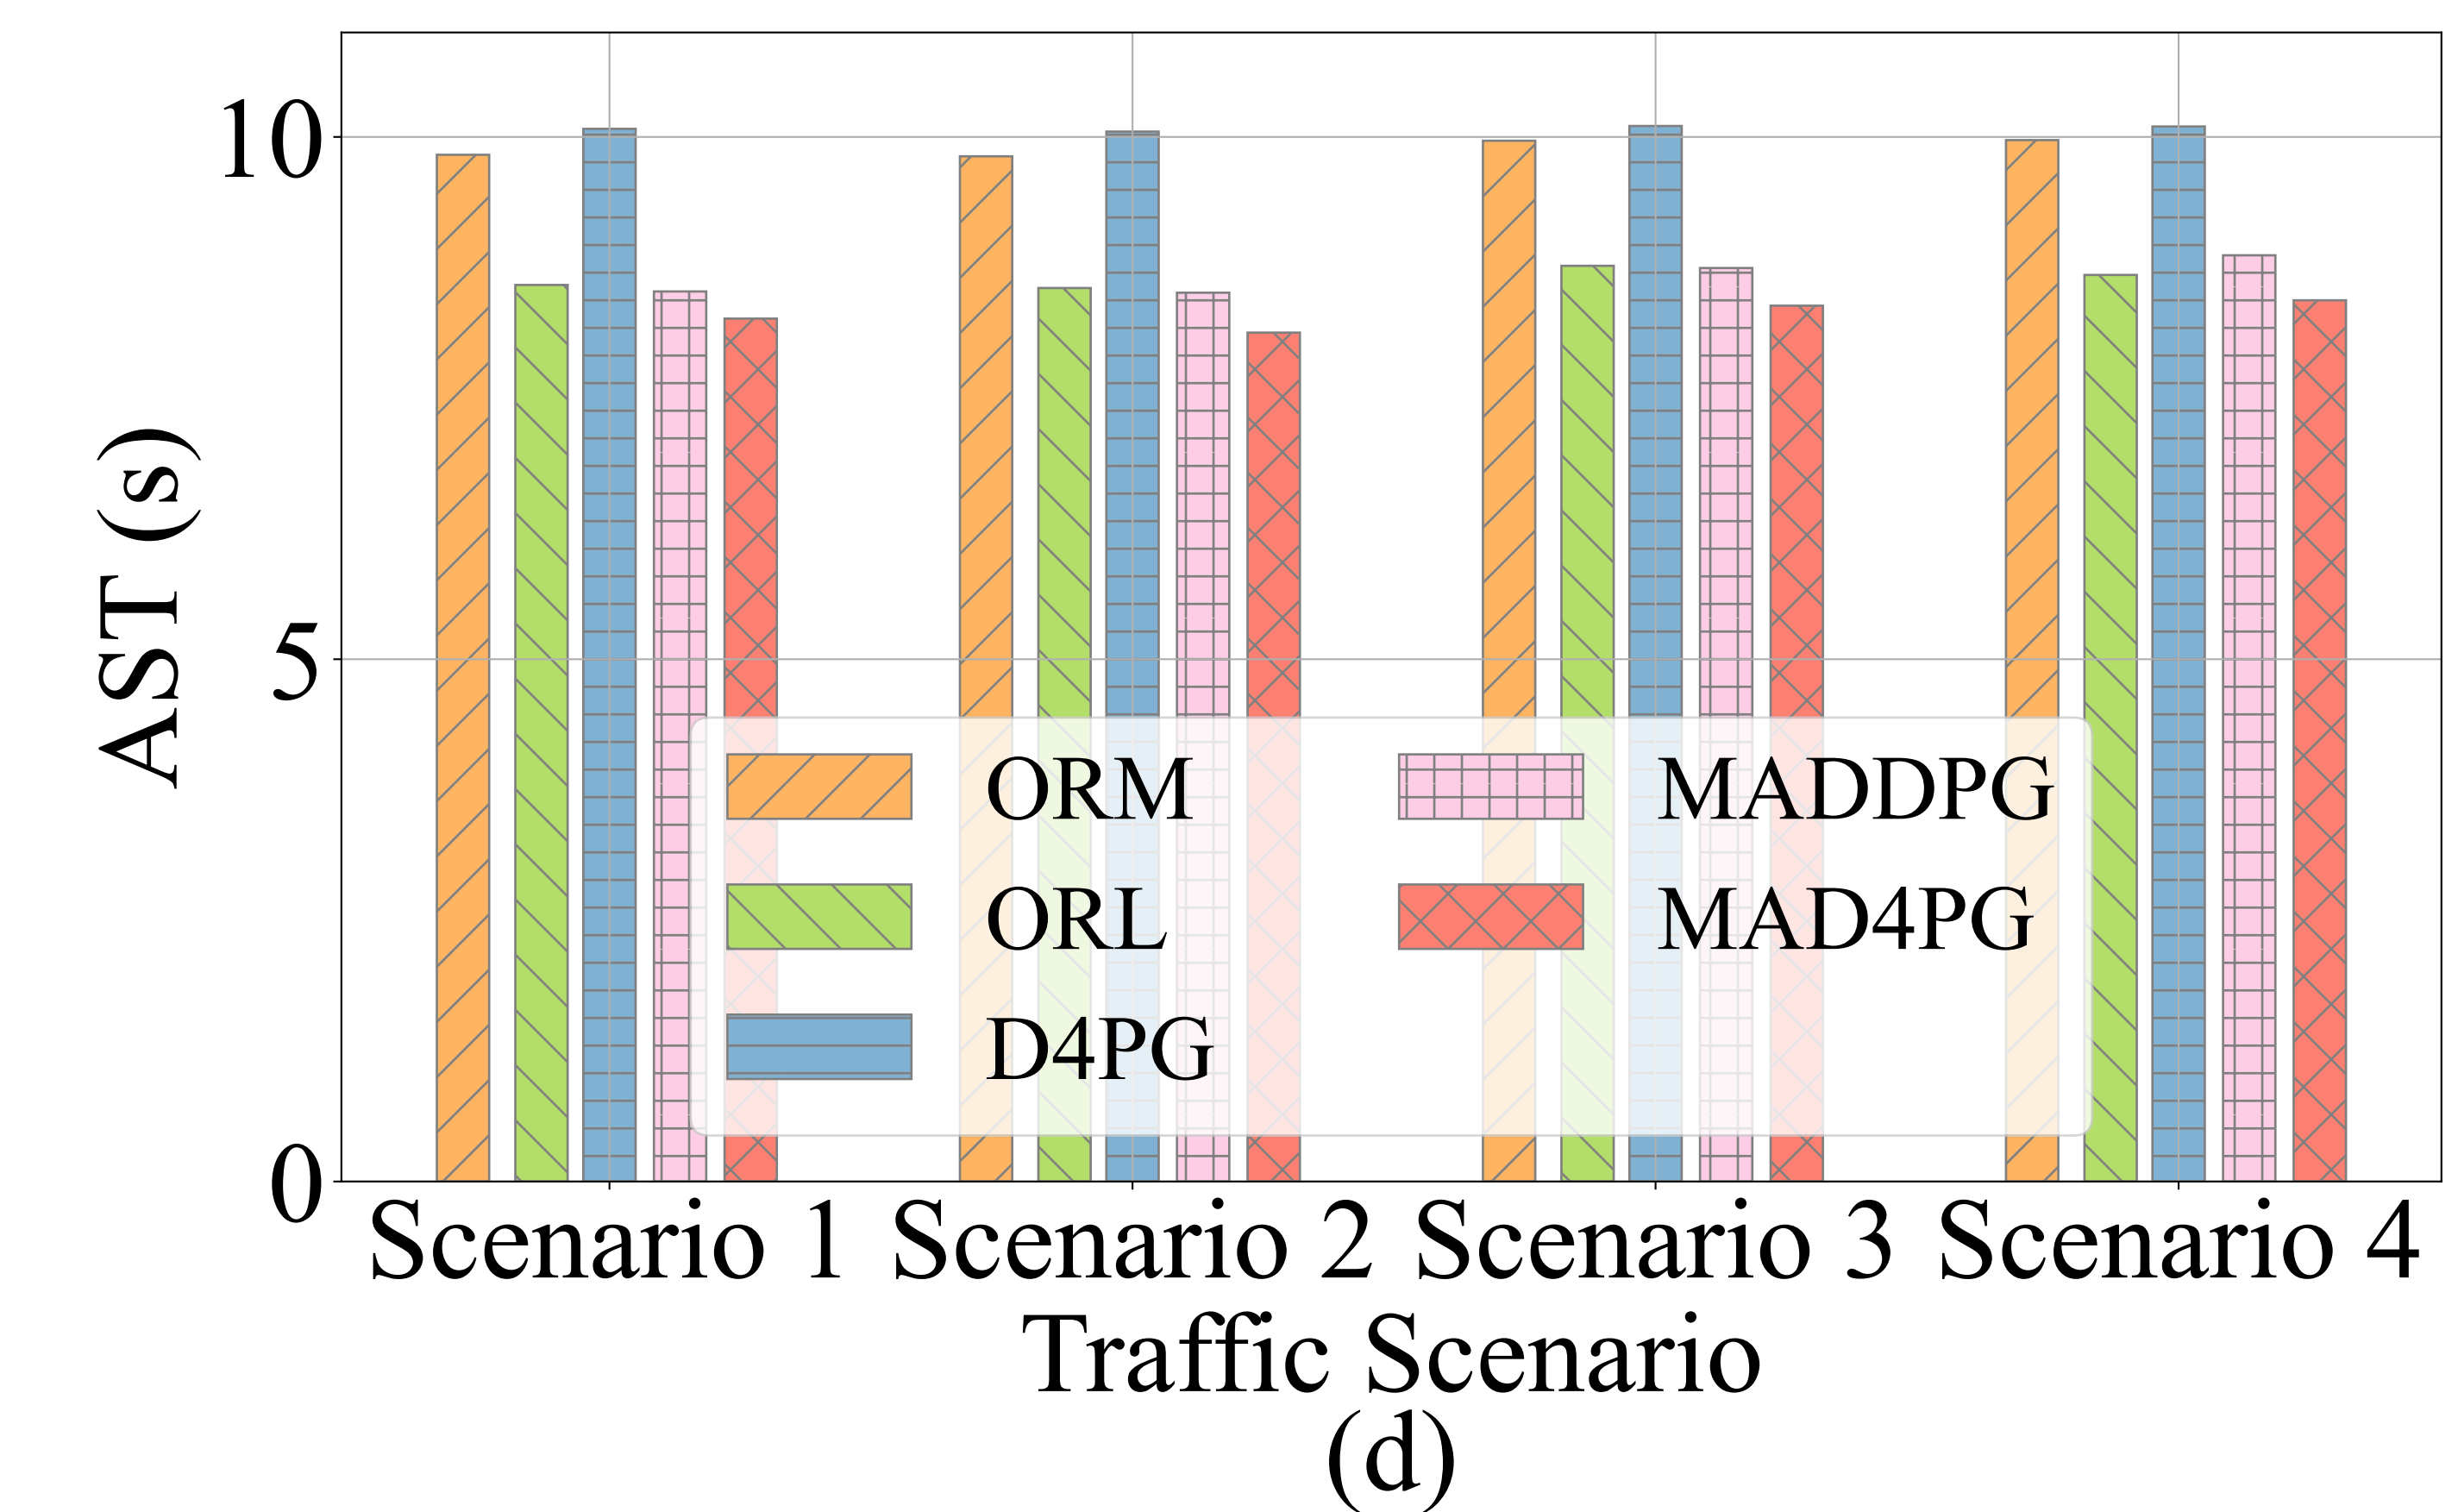 AST (s)
10
5
0
ORM
ORL
D4PG
MADDPG
MAD4PG
Scenario 1 Scenario 2 Scenario 3 Scenario 4
Traffic Scenario
(d)